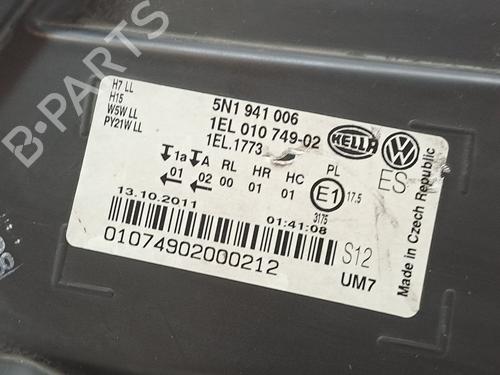 B-PARTS
H7 LL
H15
W5W LL
PY21W LL
5N1 941 006
1EL 010 749-02
1EL.1773
HELLA
VW
ES
1a A RL HR HC PL
01 02 00 01 01 E1 17.5
3175
13.10.2011
01:41:08
01074902000212
S12
UM7
Made in Czech Republic